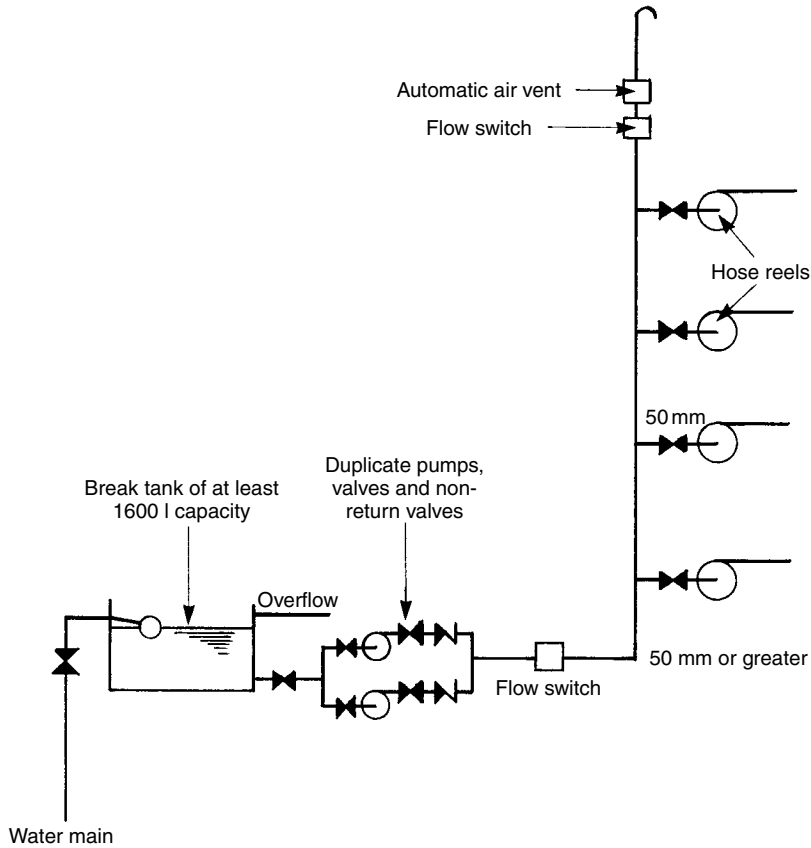 Automatic air vent
Flow switch
Hose reels
50 mm
Duplicate pumps,
valves and non-
return valves
Break tank of at least
1600 l capacity
Overflow
50 mm or greater
Flow switch
Water main